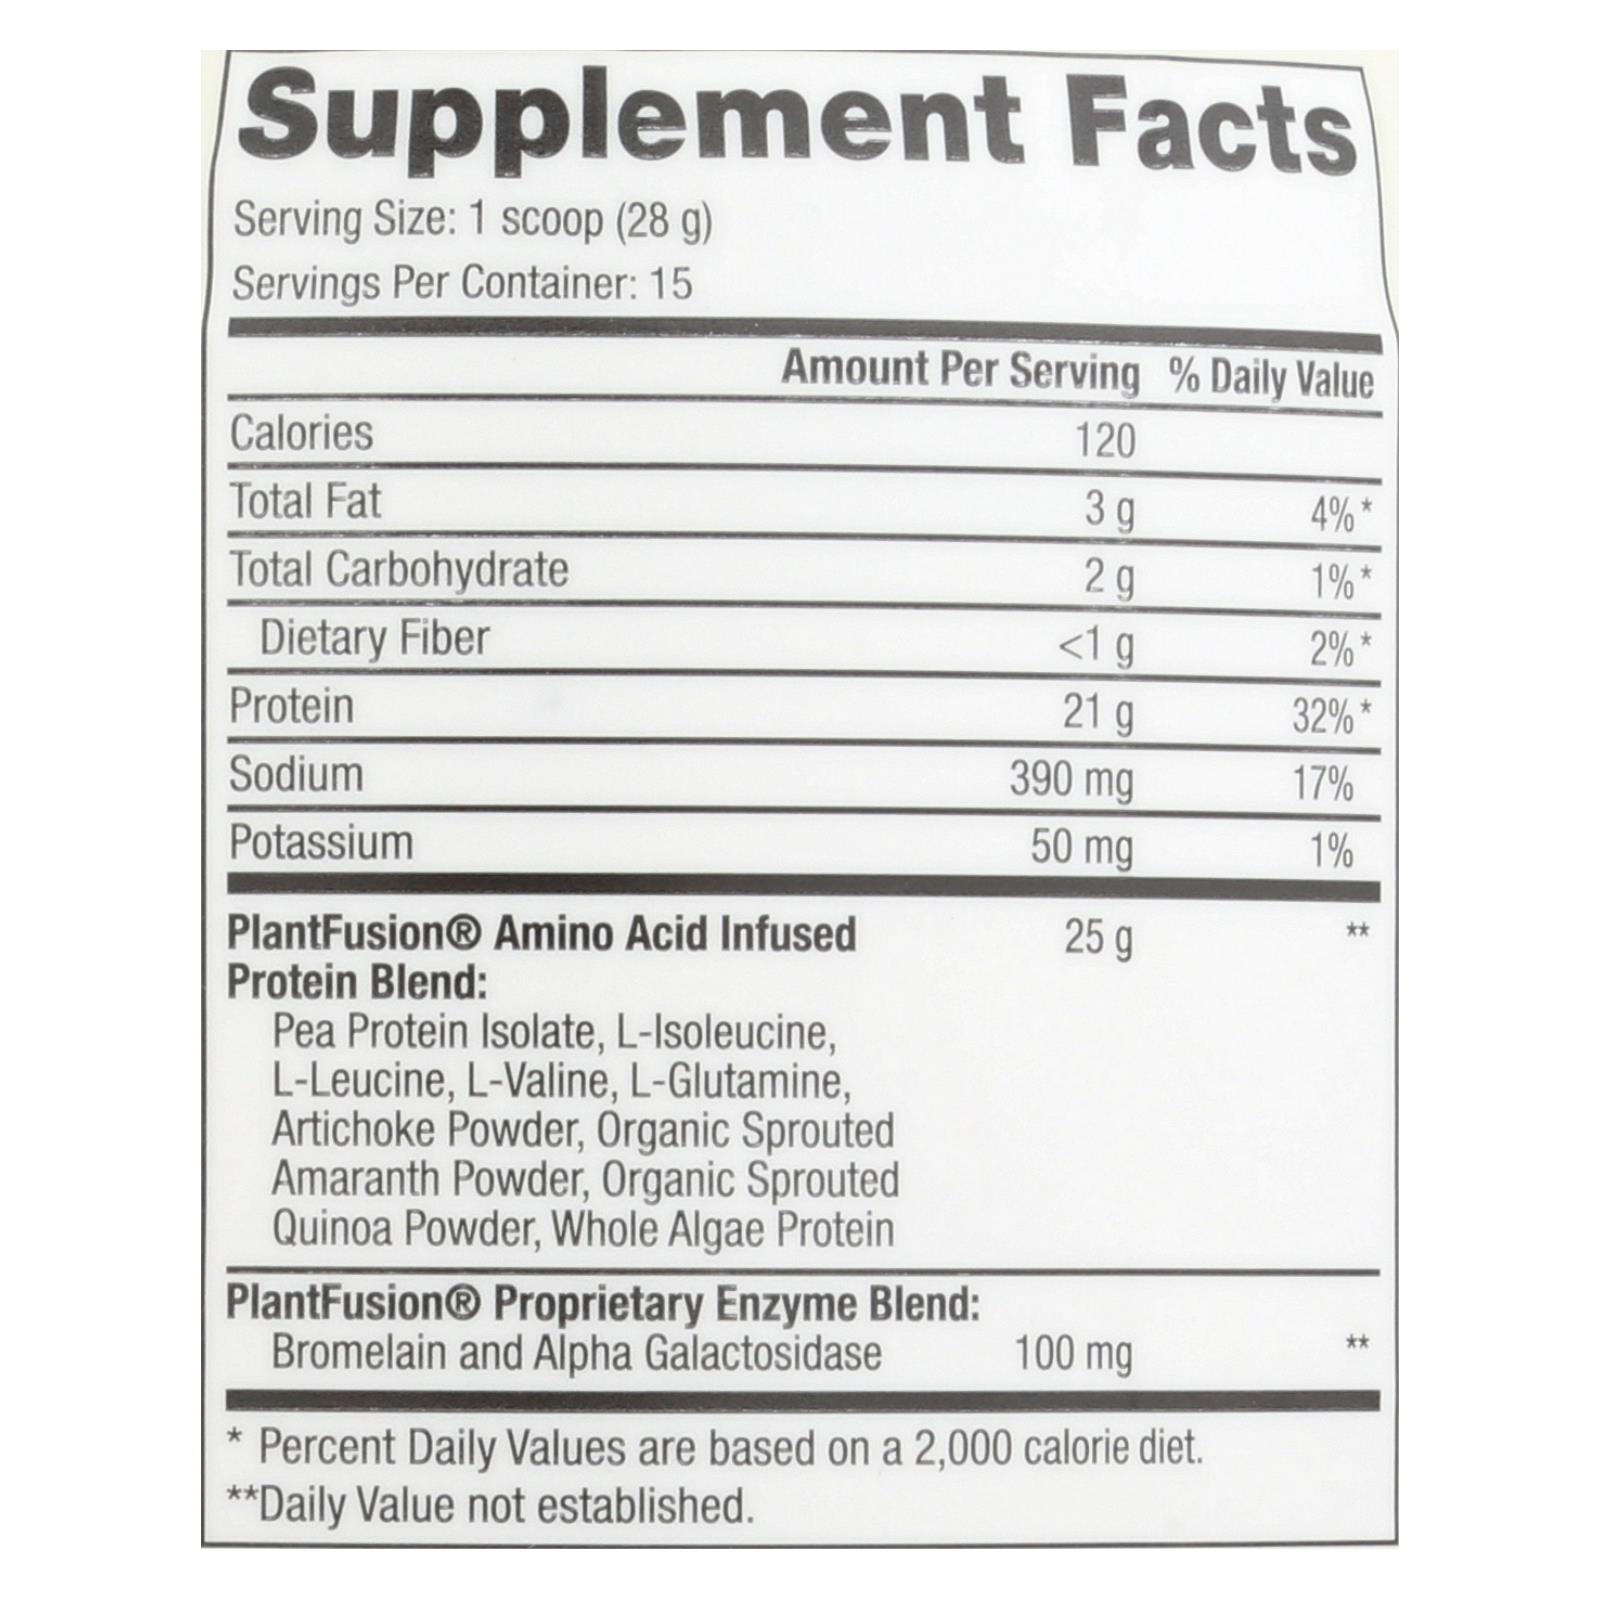 Supplement Facts
Serving Size: 1 scoop (28 g)
Servings Per Container: 15
Amount Per Serving % Daily Value
Calories 120
Total Fat 3 g 4% *
Total Carbohydrate 2 g 1% *
Dietary Fiber <1 g 2% *
Protein 21 g 32% *
Sodium 390 mg 17%
Potassium 50 mg 1%
PlantFusion® Amino Acid Infused 25 g **
Protein Blend:
Pea Protein Isolate, L-Isoleucine,
L-Leucine, L-Valine, L-Glutamine,
Artichoke Powder, Organic Sprouted
Amaranth Powder, Organic Sprouted
Quinoa Powder, Whole Algae Protein
PlantFusion® Proprietary Enzyme Blend:
Bromelain and Alpha Galactosidase 100 mg **
* Percent Daily Values are based on a 2,000 calorie diet.
**Daily Value not established.